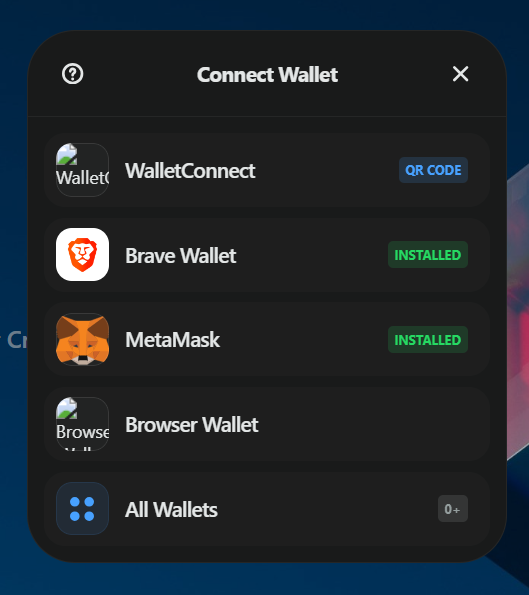 Connect Wallet
WalletC
WalletConnect
QR CODE
Brave Wallet
INSTALLED
MetaMask
INSTALLED
Browse
Browser Wallet
All Wallets
0+
Cr